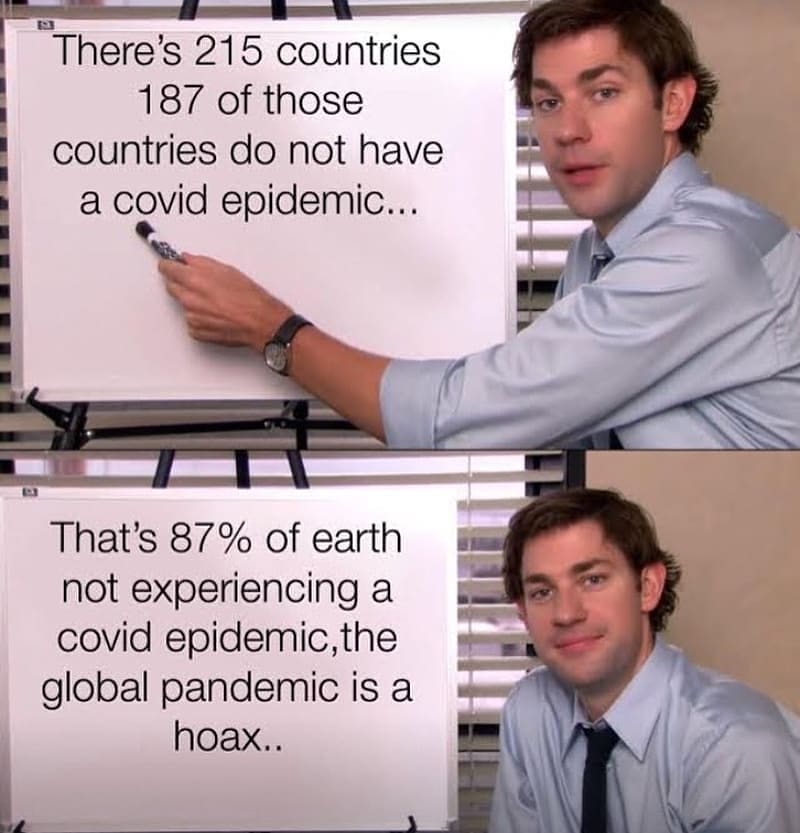 There's 215 countries
187 of those
countries do not have
a covid epidemic...
That's 87% of earth
not experiencing a
covid epidemic,the
global pandemic is a
hoax..